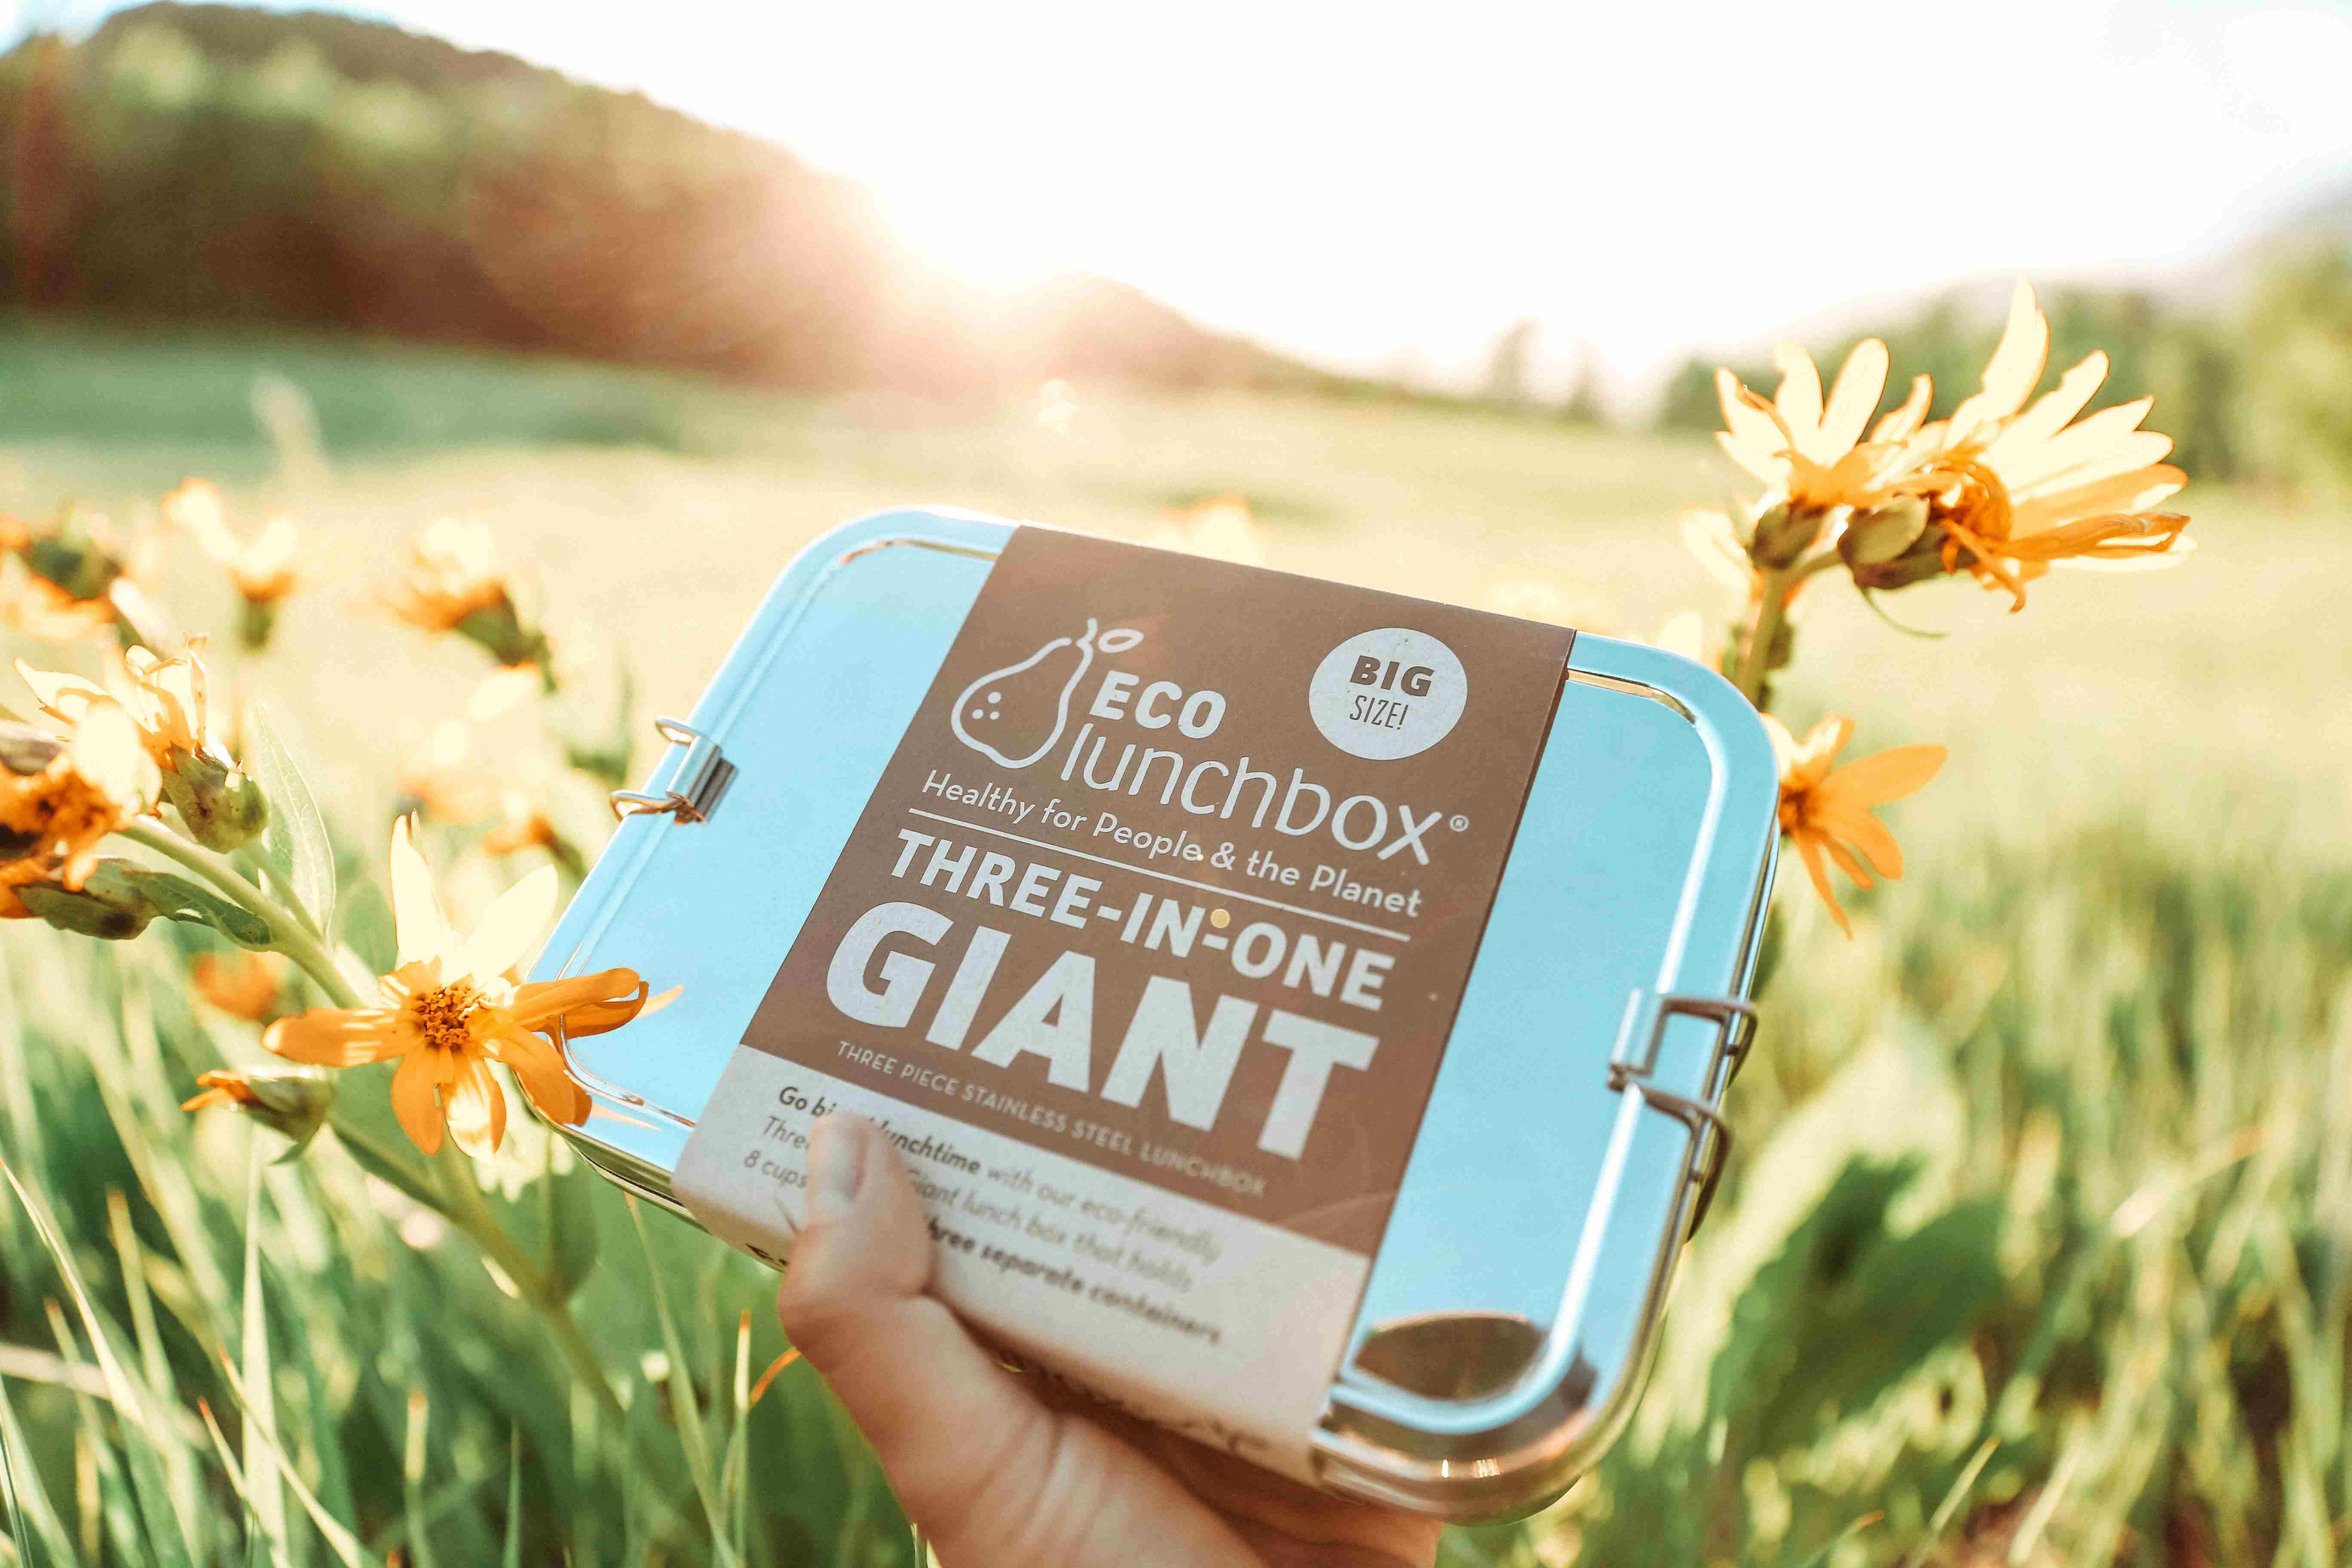 ECO
lunchbox®
BIG
SIZE!
Healthy for People & the Planet
THREE-IN-ONE
GIANT
THREE PIECE STAINLESS STEEL LUNCHBOX
Go lunchtime with our eco-friendly
Giant lunch box that holds
8 cups three separate containers